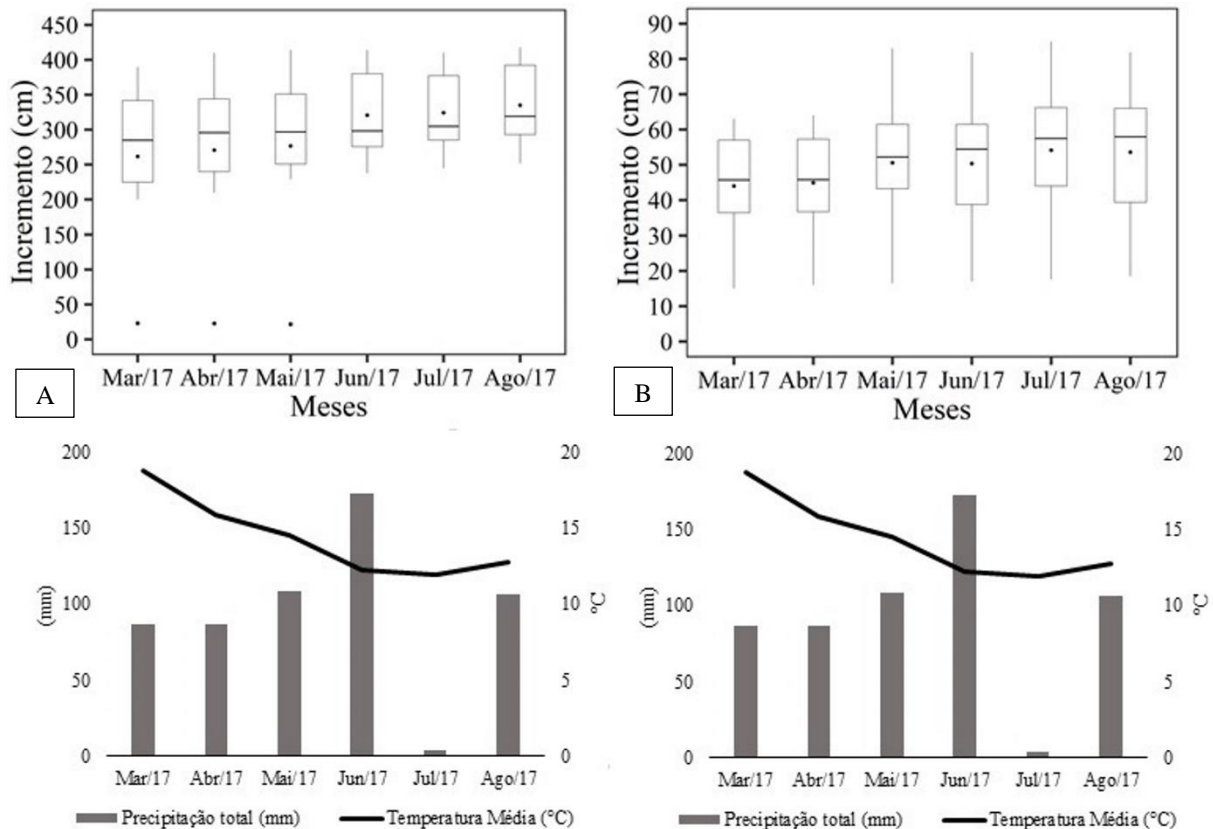 Incremento (cm)
450
400
350
300
250
200
150
100
50
0
Mar/17 Abr/17 Mai/17 Jun/17 Jul/17 Ago/17
Meses
A
Incremento (cm)
90
80
70
60
50
40
30
20
10
0
Mar/17 Abr/17 Mai/17 Jun/17 Jul/17 Ago/17
Meses
B
(mm)
200
150
100
50
0
20
15
10
5
0
°C
Mar/17 Abr/17 Mai/17 Jun/17 Jul/17 Ago/17
Precipitação total (mm) Temperatura Média (°C)
(mm)
200
150
100
50
0
20
15
10
5
0
°C
Mar/17 Abr/17 Mai/17 Jun/17 Jul/17 Ago/17
Precipitação total (mm) Temperatura Média (°C)